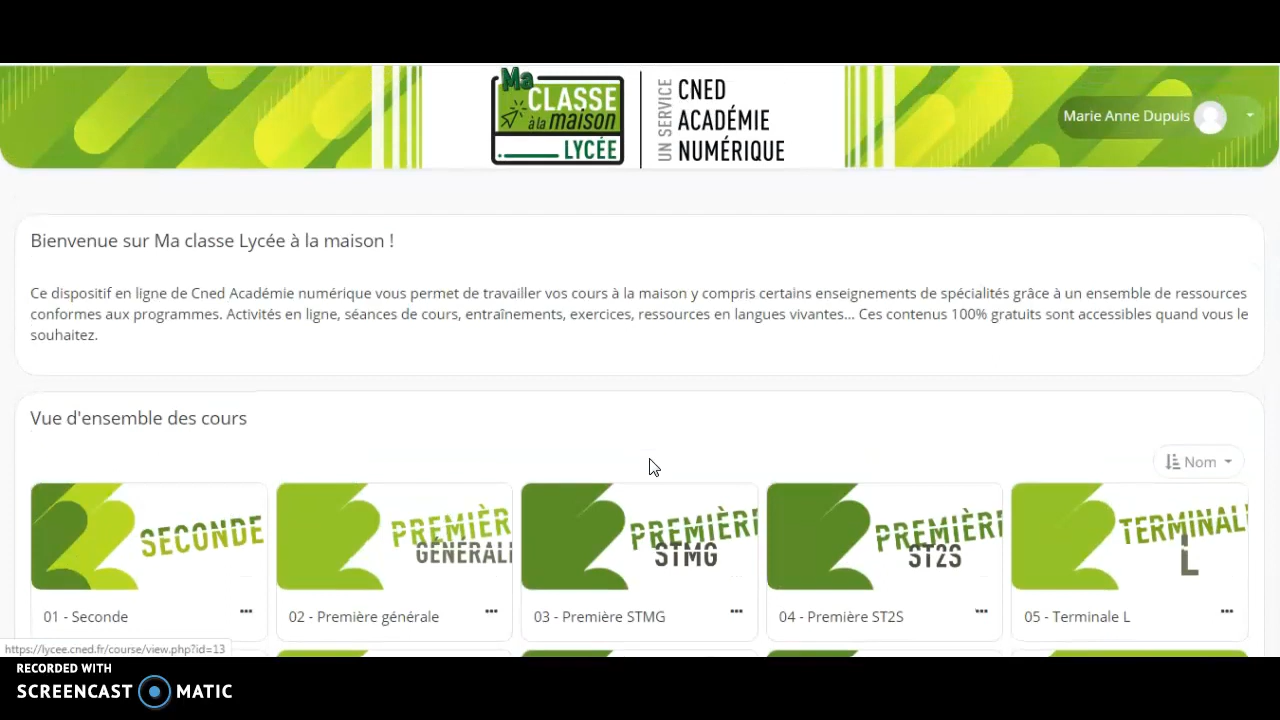 Ma
CLASSE
à la maison
LYCÉE
UN SERVICE
CNED
ACADÉMIE
NUMÉRIQUE
Marie Anne Dupuis
Bienvenue sur Ma classe Lycée à la maison !
Ce dispositif en ligne de Cned Académie numérique vous permet de travailler vos cours à la maison y compris certains enseignements de spécialités grâce à un ensemble de ressources
conformes aux programmes. Activités en ligne, séances de cours, entraînements, exercices, ressources en langues vivantes... Ces contenus 100% gratuits sont accessibles quand vous le
souhaitez.
Vue d'ensemble des cours
Nom
SECONDE
PREMIÈR
GÉNÉRAL
PREMIÈRE
STMG
PREMIÈRE
ST2S
TERMINAL
L
01 - Seconde
02 - Première générale
03 - Première STMG
04 - Première ST2S
05 - Terminale L
https://lycee.cned.fr/course/view.php?id=13
RECORDED WITH
SCREENCAST MATIC